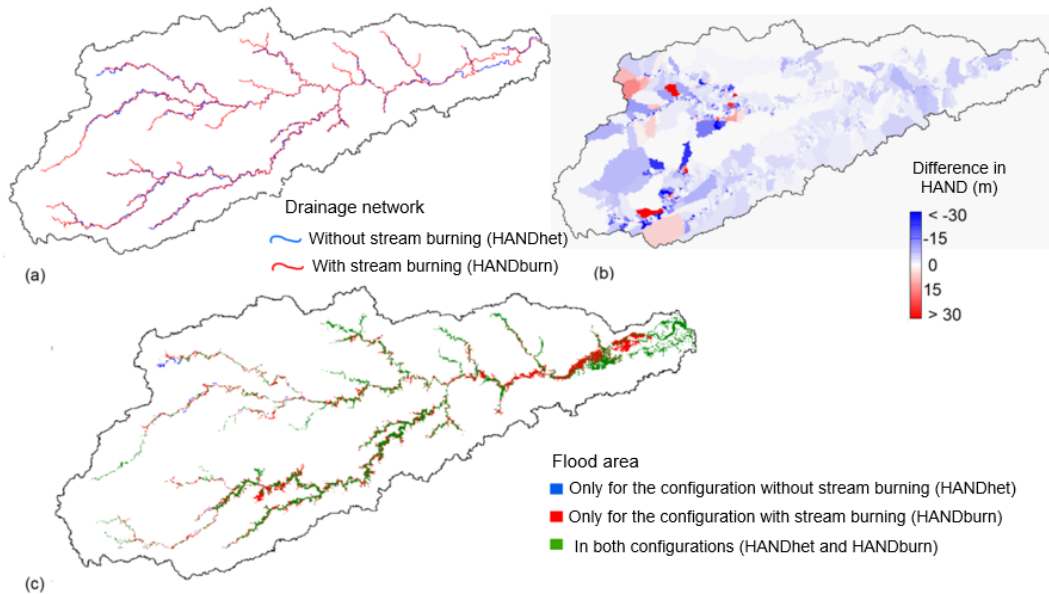 Drainage network
Without stream burning (HANDhet)
With stream burning (HANDburn)
(a)
Difference in
HAND (m)
< -30
-15
0
15
> 30
(b)
Flood area
Only for the configuration without stream burning (HANDhet)
Only for the configuration with stream burning (HANDburn)
In both configurations (HANDhet and HANDburn)
(c)